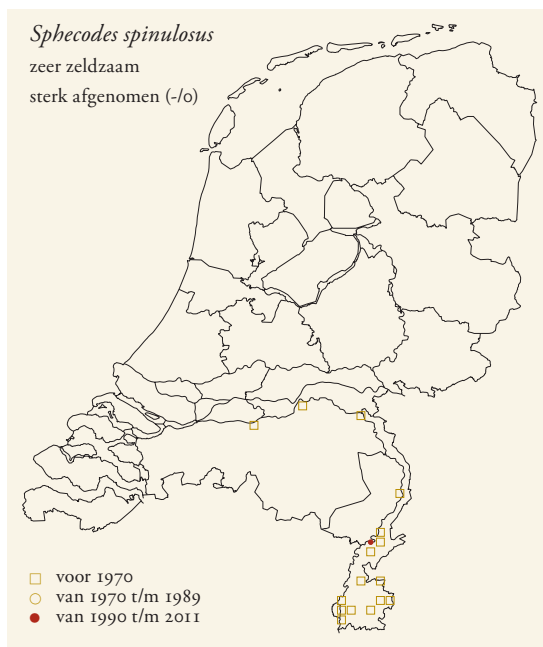 Sphecodes spinulosus
zeer zeldzaam
sterk afgenomen (-/0)
voor 1970
van 1970 t/m 1989
van 1990 t/m 2011